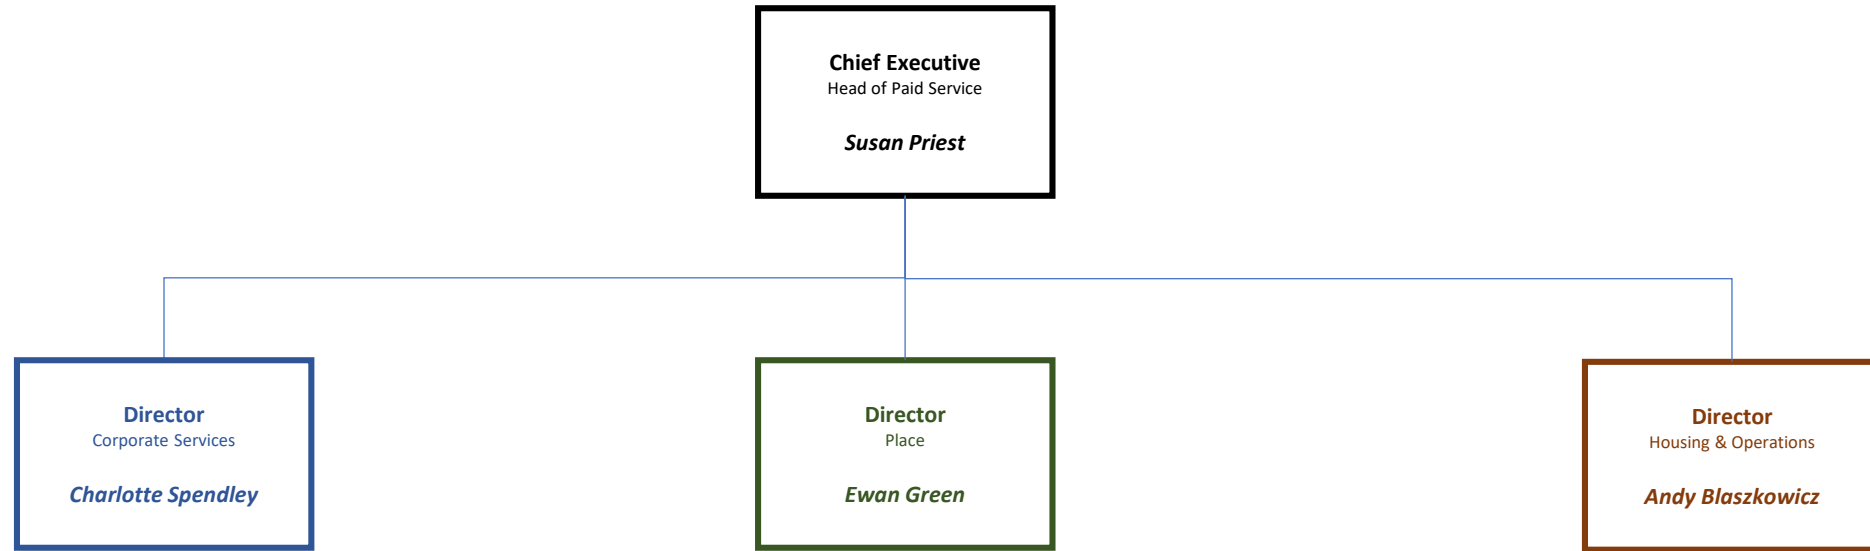 Chief Executive
Head of Paid Service
Susan Priest
Director
Corporate Services
Charlotte Spendley
Director
Place
Ewan Green
Director
Housing & Operations
Andy Blaszkowicz